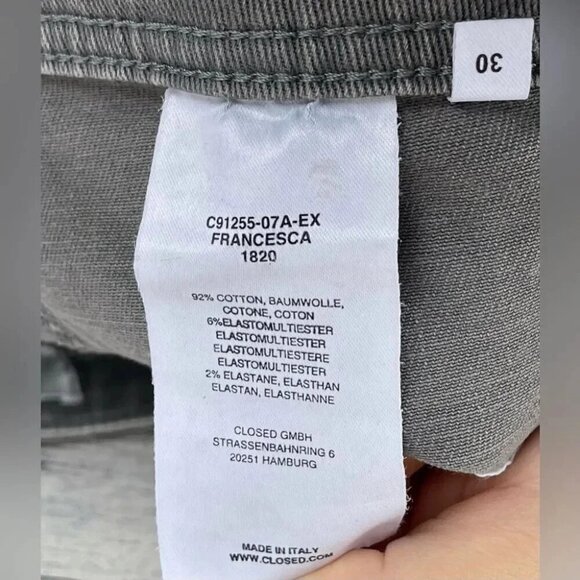 30
C91255-07A-EX
FRANCESCA
1820
92% COTTON, BAUMWOLLE,
COTONE, COTON
6%ELASTOMULTIESTER
ELASTOMULTIESTER
ELASTOMULTIESTERE
ELASTOMULTIESTER
2% ELASTANE, ELASTHAN
ELASTAN, ELASTHANNE
CLOSED GMBH
STRASSENBAHNRING 6
20251 HAMBURG
MADE IN ITALY
WWW.CLOSED.COM